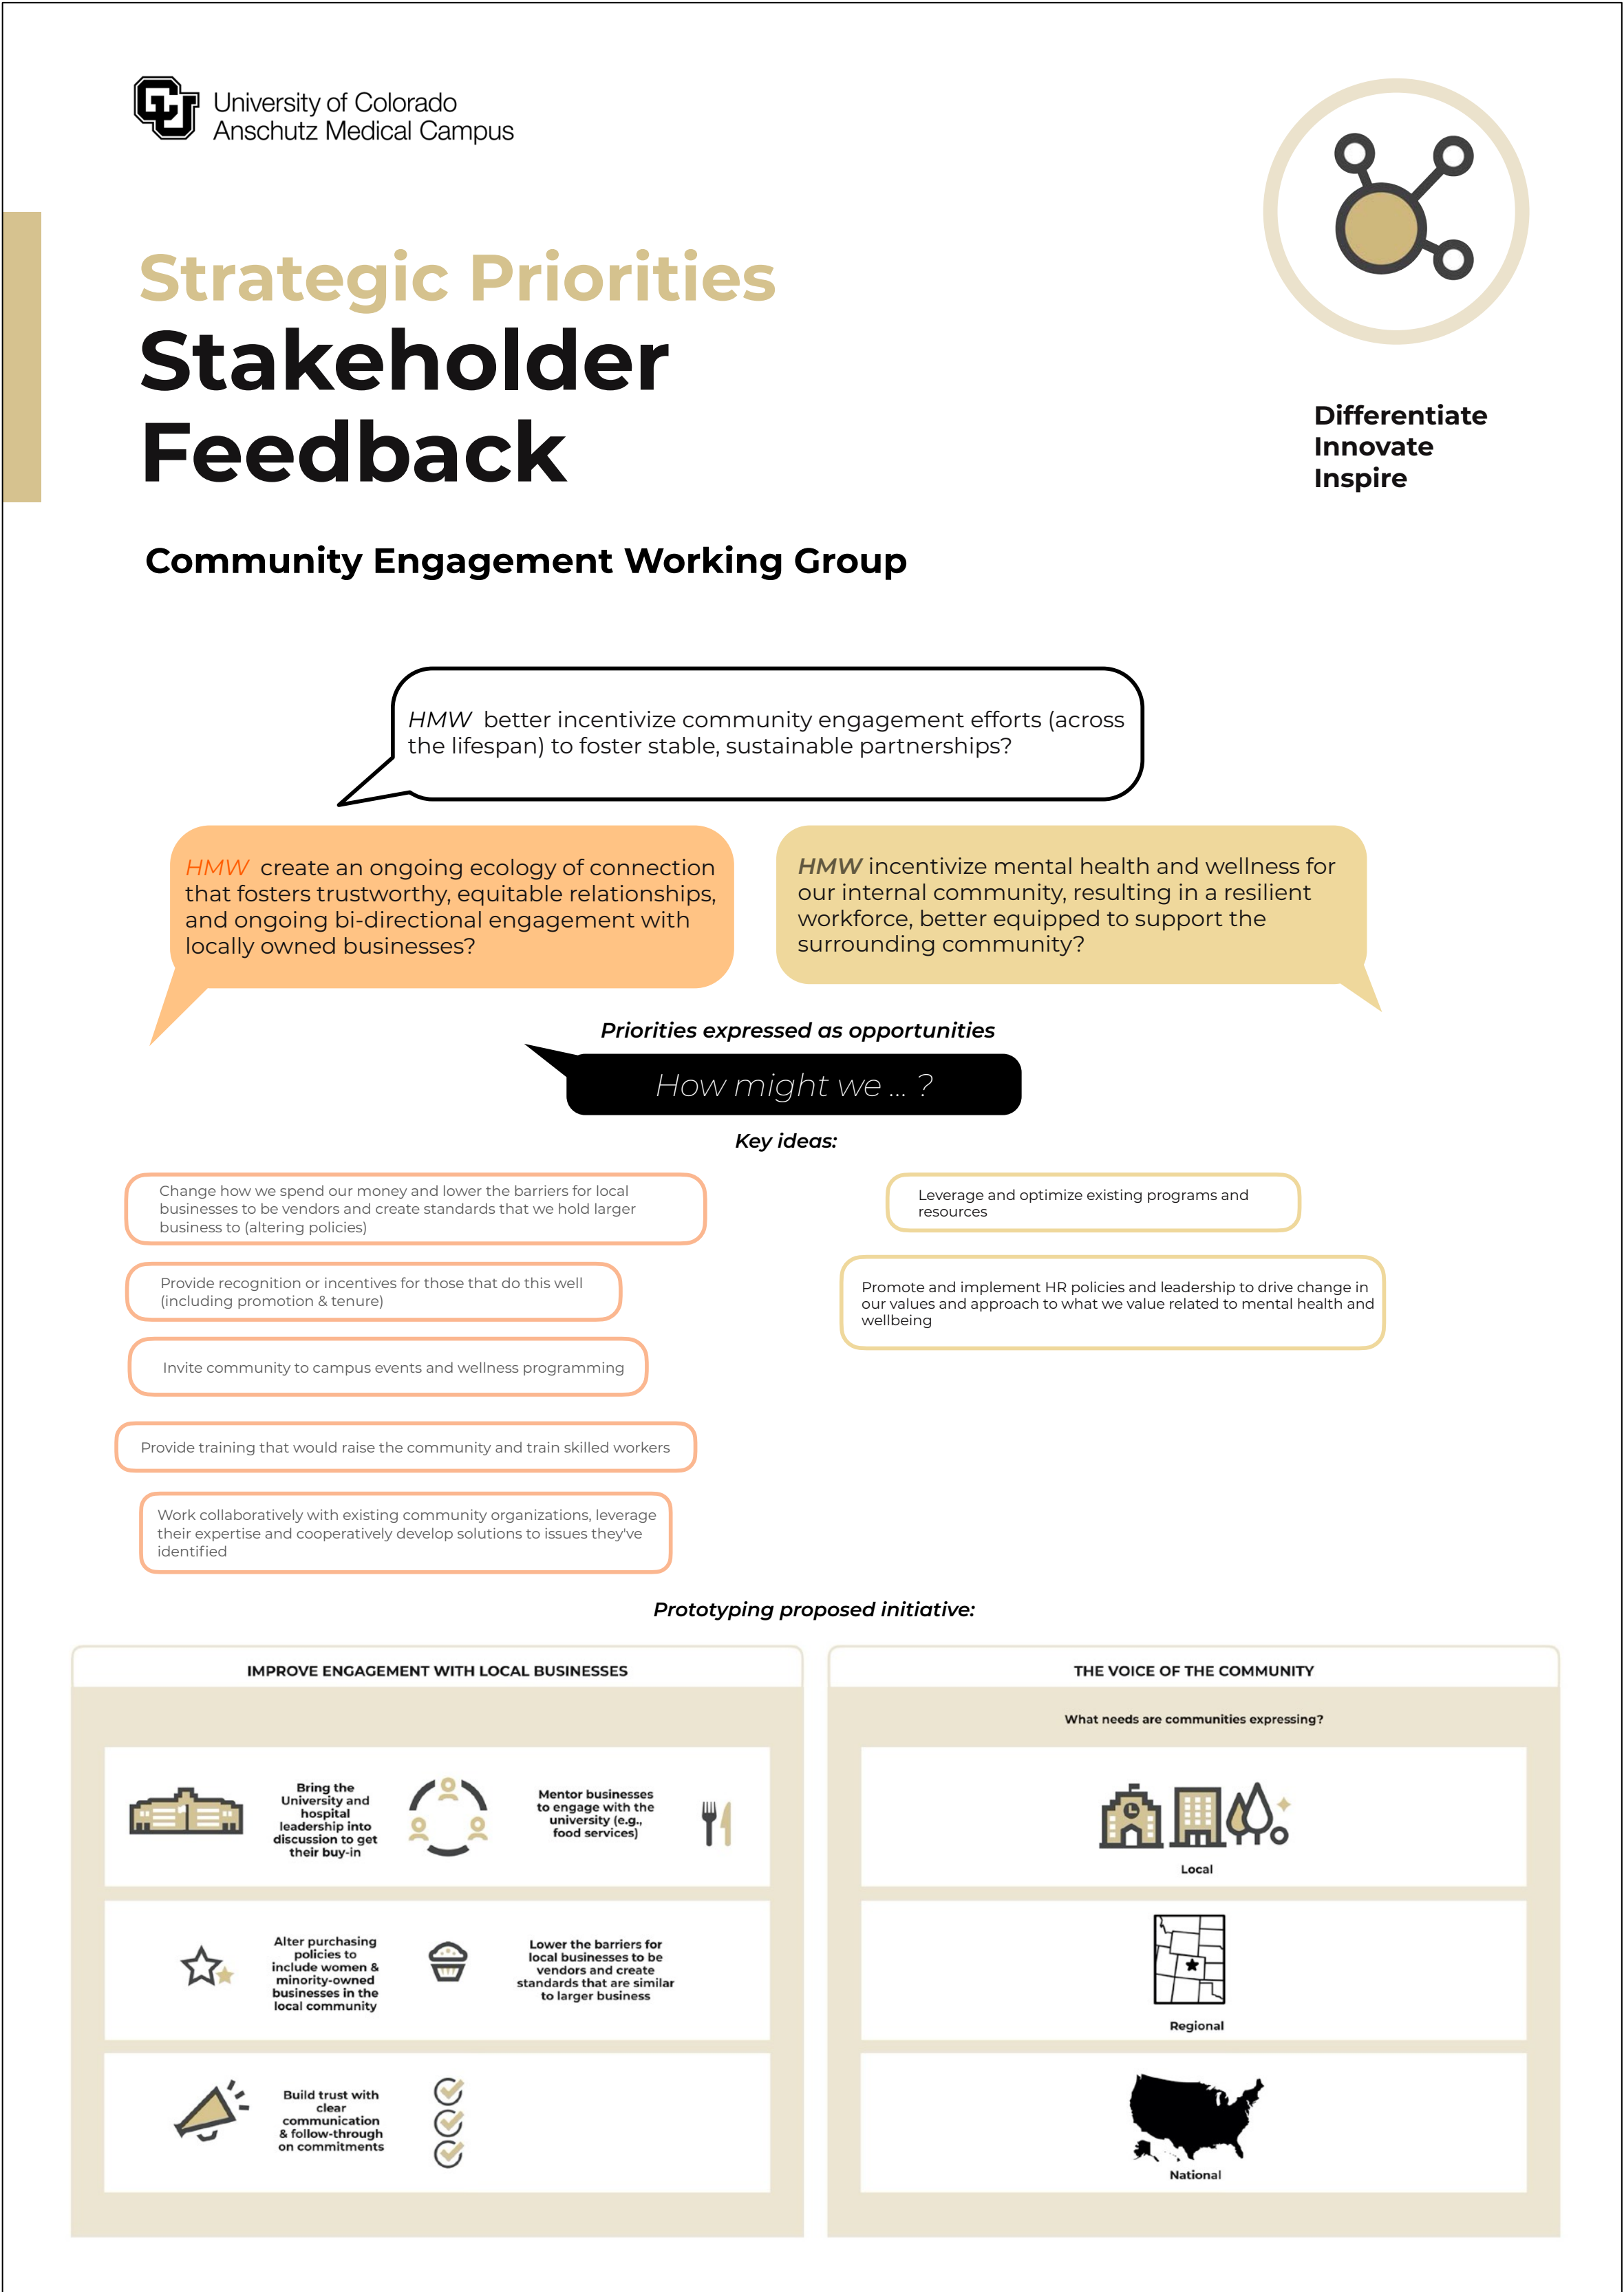 University of Colorado
Anschutz Medical Campus
Strategic Priorities
Stakeholder
Feedback
Differentiate
Innovate
Inspire
Community Engagement Working Group
HMW better incentivize community engagement efforts (across
the lifespan) to foster stable, sustainable partnerships?
HMW create an ongoing ecology of connection
that fosters trustworthy, equitable relationships,
and ongoing bi-directional engagement with
locally owned businesses?
HMW incentivize mental health and wellness for
our internal community, resulting in a resilient
workforce, better equipped to support the
surrounding community?
Priorities expressed as opportunities
How might we ... ?
Key ideas:
Change how we spend our money and lower the barriers for local
businesses to be vendors and create standards that we hold larger
business to (altering policies)
Provide recognition or incentives for those that do this well
(including promotion & tenure)
Invite community to campus events and wellness programming
Provide training that would raise the community and train skilled workers
Work collaboratively with existing community organizations, leverage
their expertise and cooperatively develop solutions to issues they've
identified
Leverage and optimize existing programs and
resources
Promote and implement HR policies and leadership to drive change in
our values and approach to what we value related to mental health and
wellbeing
Prototyping proposed initiative:
IMPROVE ENGAGEMENT WITH LOCAL BUSINESSES
Bring the
University and
hospital
leadership into
discussion to get
their buy-in
Mentor businesses
to engage with the
university (e.g.,
food services)
Alter purchasing
policies to
include women &
minority-owned
businesses in the
local community
Lower the barriers for
local businesses to be
vendors and create
standards that are similar
to larger business
Build trust with
clear
communication
& follow-through
on commitments
THE VOICE OF THE COMMUNITY
What needs are communities expressing?
Local
Regional
National